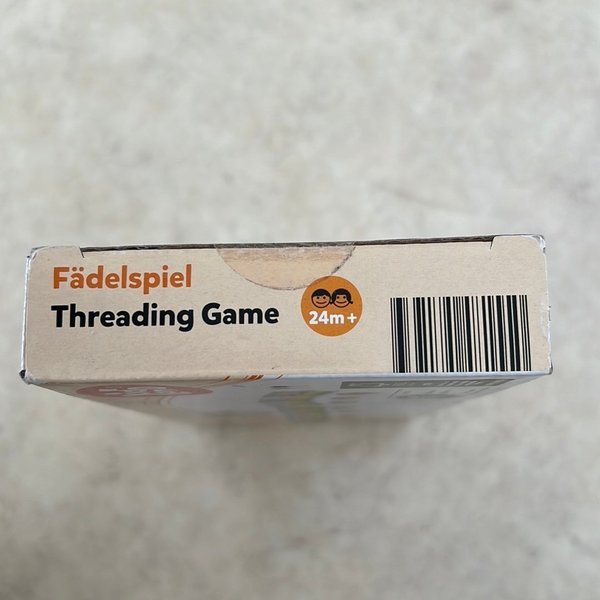 Fädelspiel
Threading Game
24m+